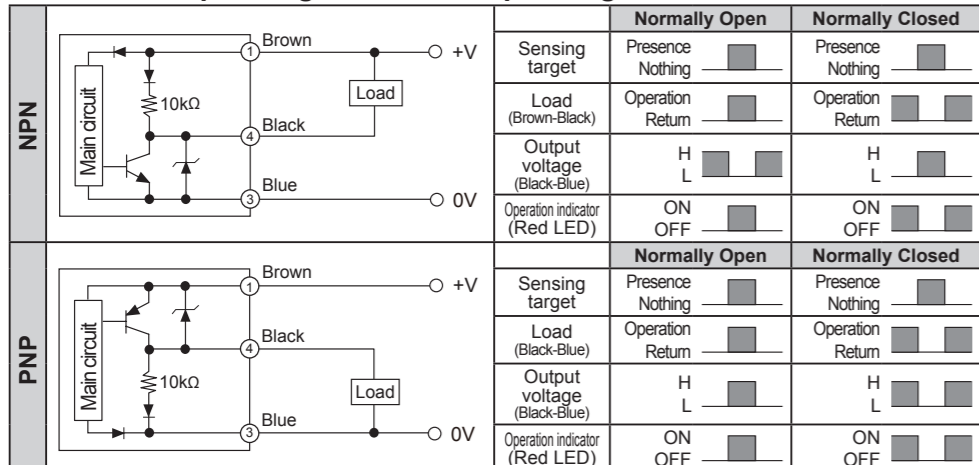 NPN
Main circuit
10kΩ
1 Brown
4 Black
3 Blue
Load
+V
0V
Normally Open Normally Closed
Sensing target Presence Nothing Presence Nothing
Load (Brown-Black) Operation Return Operation Return
Output voltage (Black-Blue) H L H L
Operation indicator (Red LED) ON OFF ON OFF
PNP
Main circuit
10kΩ
1 Brown
4 Black
3 Blue
Load
+V
0V
Normally Open Normally Closed
Sensing target Presence Nothing Presence Nothing
Load (Black-Blue) Operation Return Operation Return
Output voltage (Black-Blue) H L H L
Operation indicator (Red LED) ON OFF ON OFF